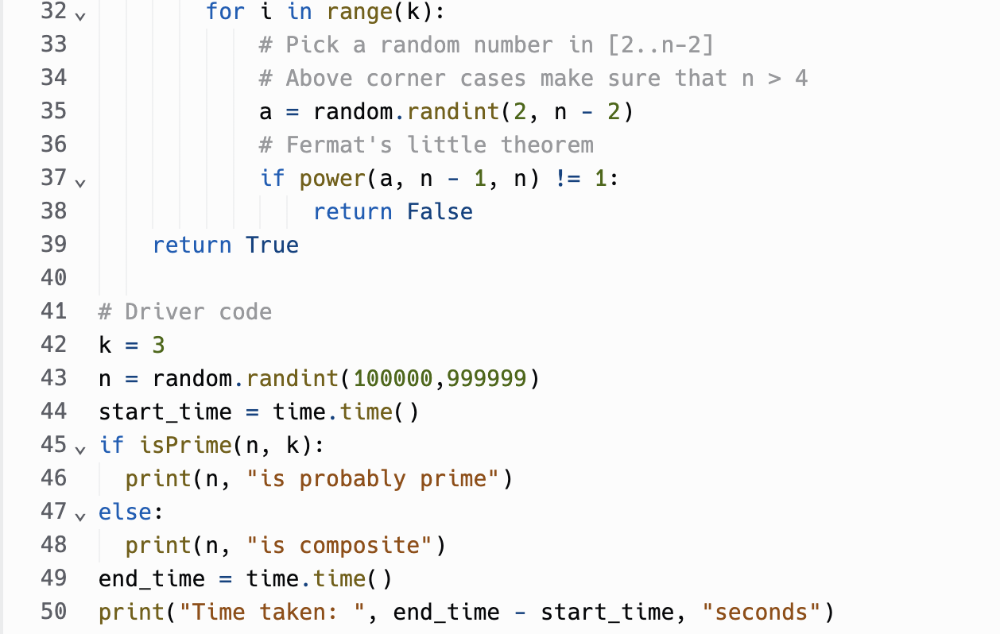 32 for i in range(k):
33 # Pick a random number in [2..n-2]
34 # Above corner cases make sure that n > 4
35 a = random.randint(2, n - 2)
36 # Fermat's little theorem
37 if power(a, n - 1, n) != 1:
38 return False
39 return True
40
41 # Driver code
42 k = 3
43 n = random.randint(100000,999999)
44 start_time = time.time()
45 if isPrime(n, k):
46 print(n, "is probably prime")
47 else:
48 print(n, "is composite")
49 end_time = time.time()
50 print("Time taken: ", end_time - start_time, "seconds")